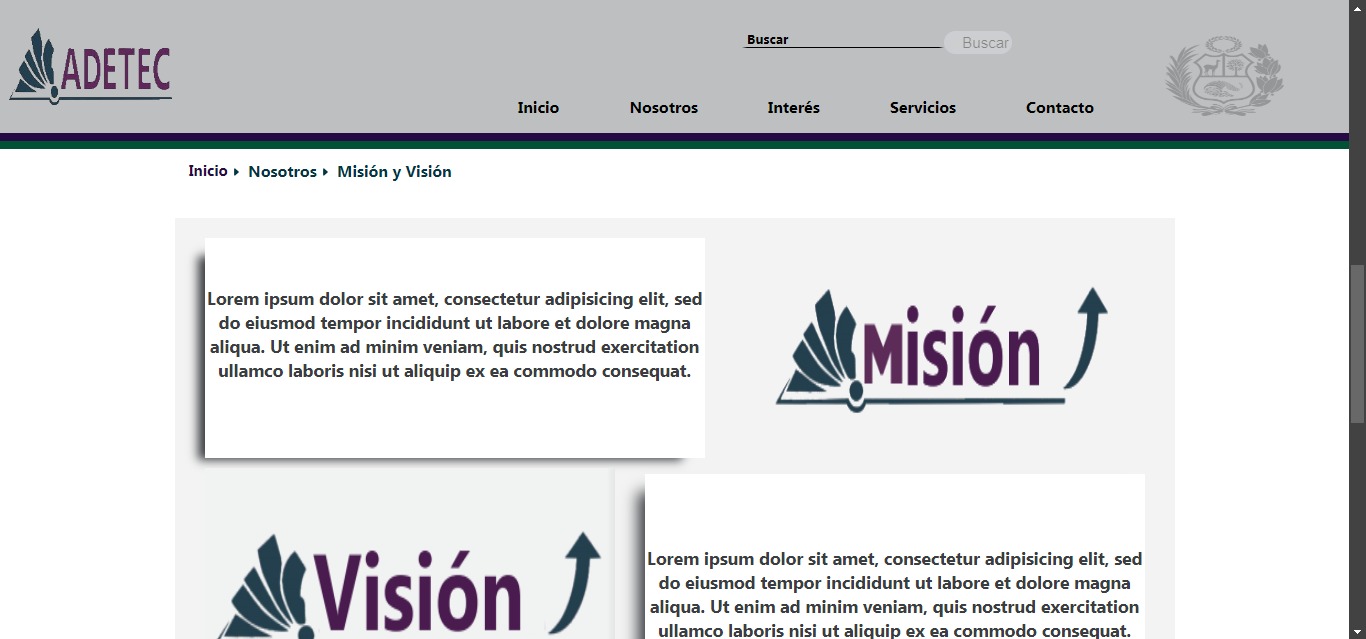 ADETEC
Buscar
Buscar
Inicio Nosotros Interés Servicios Contacto
Inicio Nosotros Misión y Visión
Lorem ipsum dolor sit amet, consectetur adipisicing elit, sed
do eiusmod tempor incididunt ut labore et dolore magna
aliqua. Ut enim ad minim veniam, quis nostrud exercitation
ullamco laboris nisi ut aliquip ex ea commodo consequat.
Misión
Visión
Lorem ipsum dolor sit amet, consectetur adipisicing elit, sed
do eiusmod tempor incididunt ut labore et dolore magna
aliqua. Ut enim ad minim veniam, quis nostrud exercitation
ullamco laboris nisi ut aliquip ex ea commodo consequat.